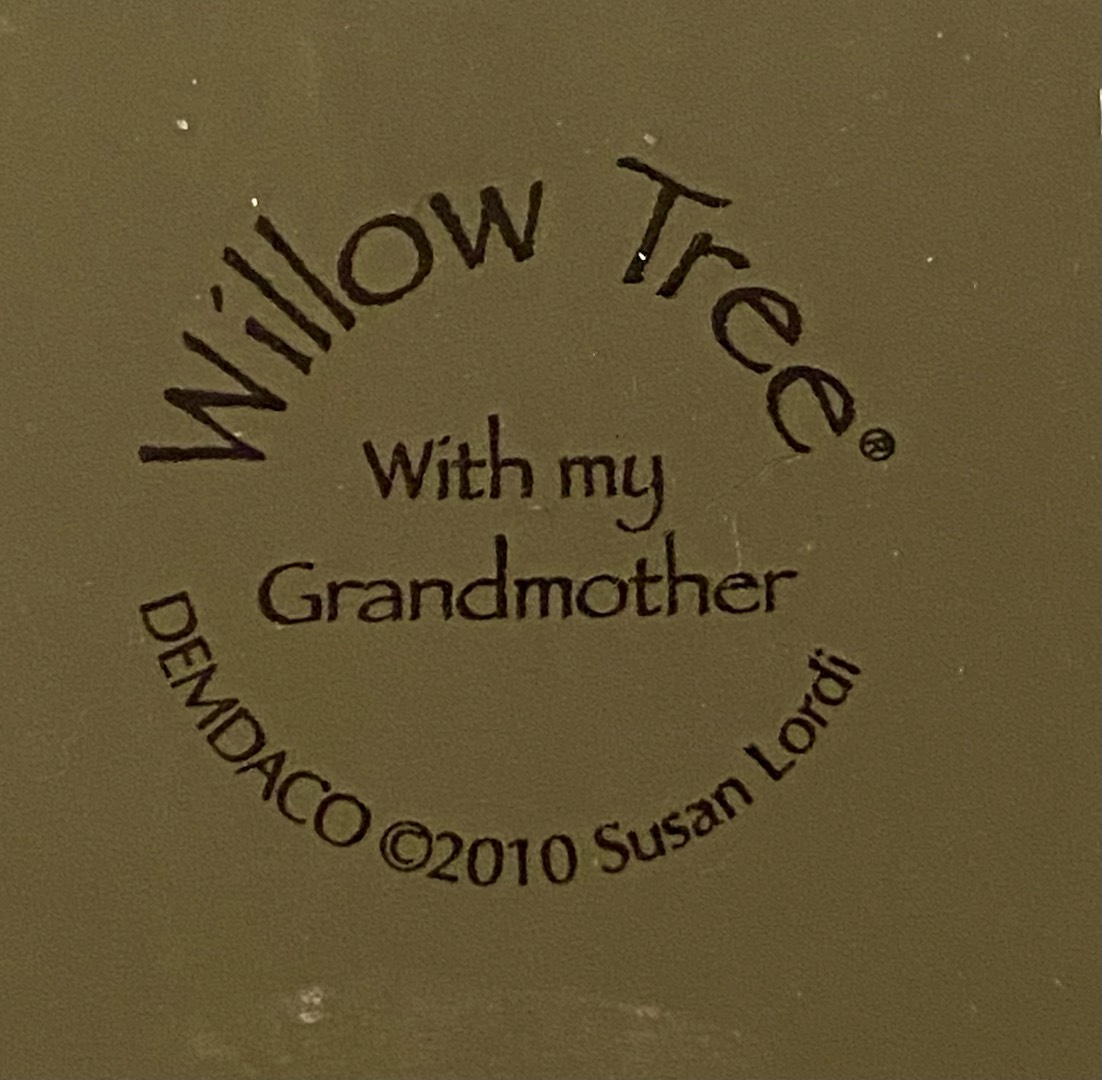 Willow Tree®
With my
Grandmother
DEMDACO ©2010 Susan Lordi